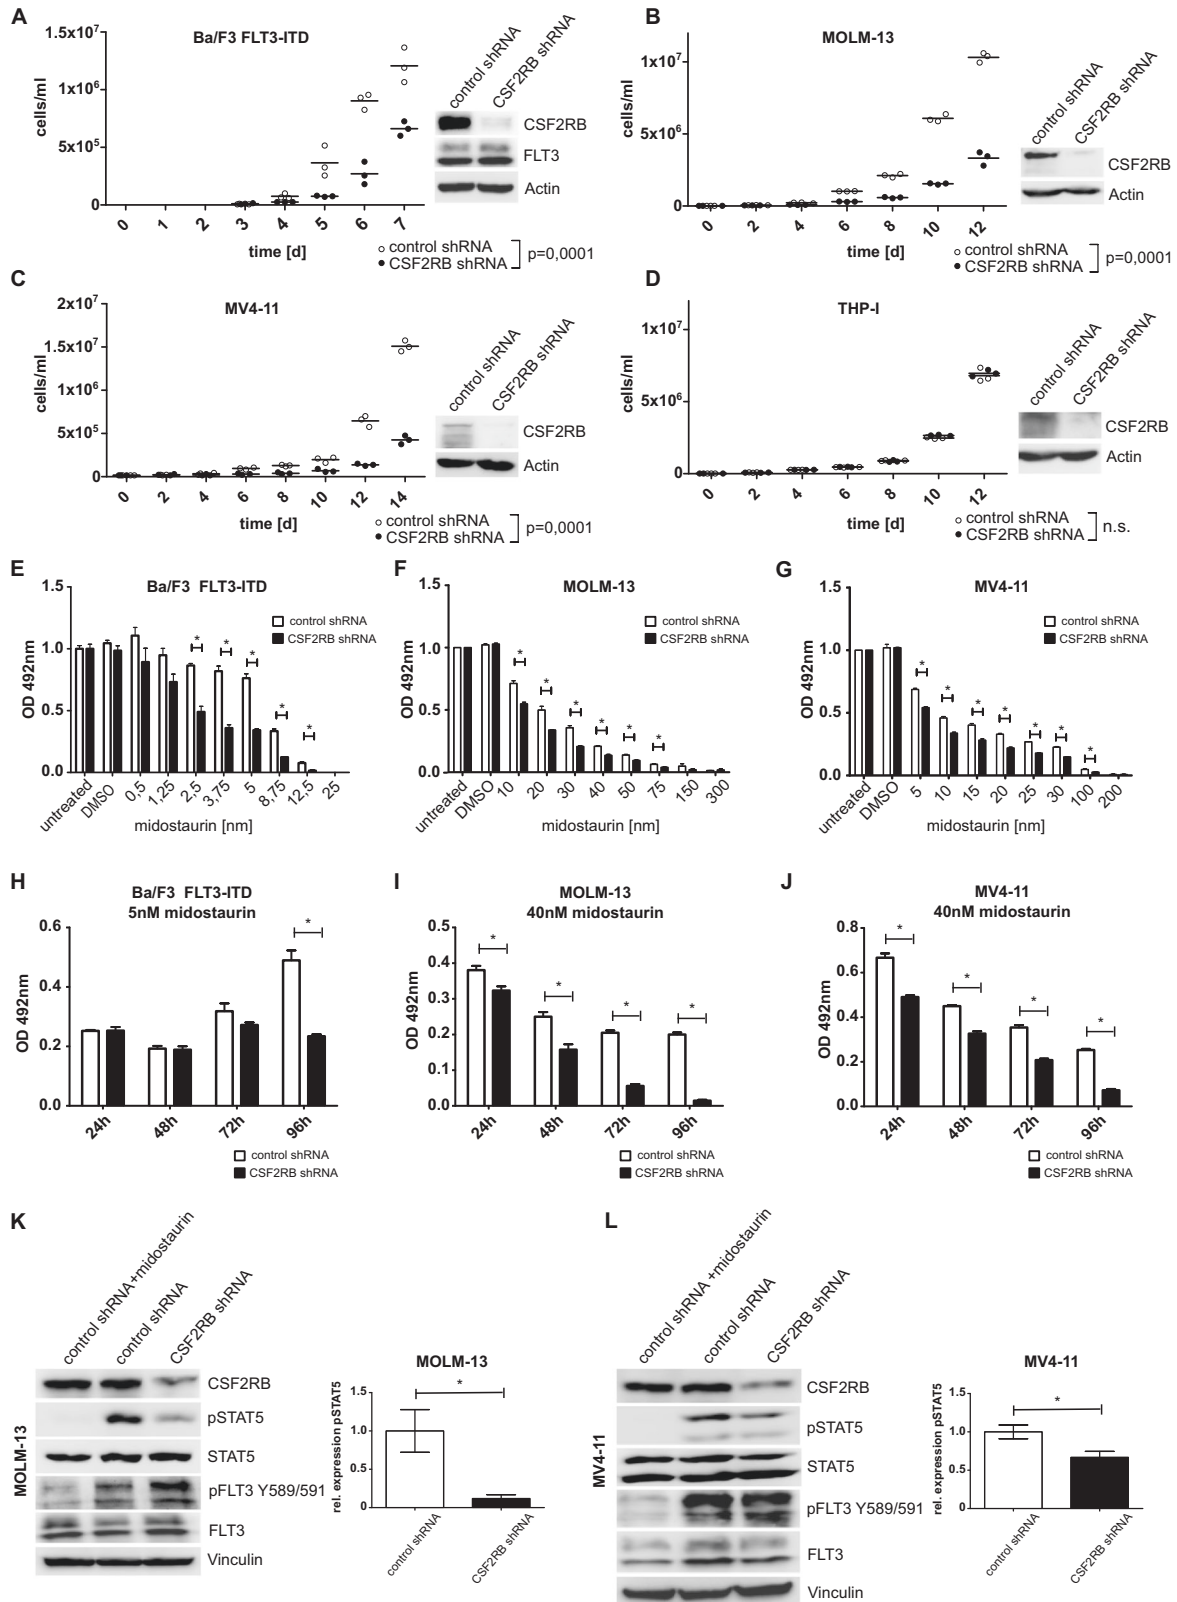 A
Ba/F3 FLT3-ITD
1.5x10⁷
1x10⁶
5x10⁵
0
cells/ml
0 1 2 3 4 5 6 7
time [d]
control shRNA
CSF2RB shRNA
p=0,0001
control shRNA
CSF2RB shRNA
CSF2RB
FLT3
Actin
B
MOLM-13
1x10⁷
5x10⁶
0
cells/ml
0 2 4 6 8 10 12
time [d]
control shRNA
CSF2RB shRNA
p=0,0001
control shRNA
CSF2RB shRNA
CSF2RB
Actin
C
MV4-11
2x10⁷
1.5x10⁷
1x10⁶
5x10⁵
0
cells/ml
0 2 4 6 8 10 12 14
time [d]
control shRNA
CSF2RB shRNA
p=0,0001
control shRNA
CSF2RB shRNA
CSF2RB
Actin
D
THP-I
1x10⁷
5x10⁶
0
cells/ml
0 2 4 6 8 10 12
time [d]
control shRNA
CSF2RB shRNA
n.s.
control shRNA
CSF2RB shRNA
CSF2RB
Actin
E
Ba/F3 FLT3-ITD
1.5
1.0
0.5
0.0
OD 492nm
control shRNA
CSF2RB shRNA
* * * * *
untreated DMSO 0,5 1,25 2,5 3,75 5 8,75 12,5 25
midostaurin [nm]
F
MOLM-13
1.5
1.0
0.5
0.0
OD 492nm
control shRNA
CSF2RB shRNA
* * * * * *
untreated DMSO 10 20 30 40 50 75 150 300
midostaurin [nm]
G
MV4-11
1.5
1.0
0.5
0.0
OD 492nm
control shRNA
CSF2RB shRNA
* * * * * * *
untreated DMSO 5 10 15 20 25 30 100 200
midostaurin [nm]
H
Ba/F3 FLT3-ITD
5nM midostaurin
0.6
0.4
0.2
0.0
OD 492nm
*
24h 48h 72h 96h
control shRNA
CSF2RB shRNA
I
MOLM-13
40nM midostaurin
0.5
0.4
0.3
0.2
0.1
0.0
OD 492nm
* * * *
24h 48h 72h 96h
control shRNA
CSF2RB shRNA
J
MV4-11
40nM midostaurin
0.8
0.6
0.4
0.2
0.0
OD 492nm
* * * *
24h 48h 72h 96h
control shRNA
CSF2RB shRNA
K
control shRNA +midostaurin
control shRNA
CSF2RB shRNA
MOLM-13
CSF2RB
pSTAT5
STAT5
pFLT3 Y589/591
FLT3
Vinculin
MOLM-13
rel. expression pSTAT5
1.5
1.0
0.5
0.0
*
control shRNA
CSF2RB shRNA
L
control shRNA +midostaurin
control shRNA
CSF2RB shRNA
MV4-11
CSF2RB
pSTAT5
STAT5
pFLT3 Y589/591
FLT3
Vinculin
MV4-11
rel. expression pSTAT5
1.5
1.0
0.5
0.0
*
control shRNA
CSF2RB shRNA